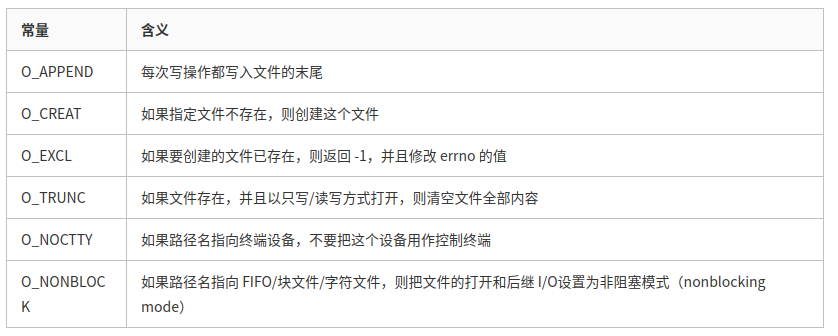 常量 含义
O_APPEND 每次写操作都写入文件的末尾
O_CREAT 如果指定文件不存在，则创建这个文件
O_EXCL 如果要创建的文件已存在，则返回 -1，并且修改 errno 的值
O_TRUNC 如果文件存在，并且以只写/读写方式打开，则清空文件全部内容
O_NOCTTY 如果路径名指向终端设备，不要把这个设备用作控制终端
O_NONBLOC 如果路径名指向 FIFO/块文件/字符文件，则把文件的打开和后继 I/O设置为非阻塞模式（nonblocking
K mode）